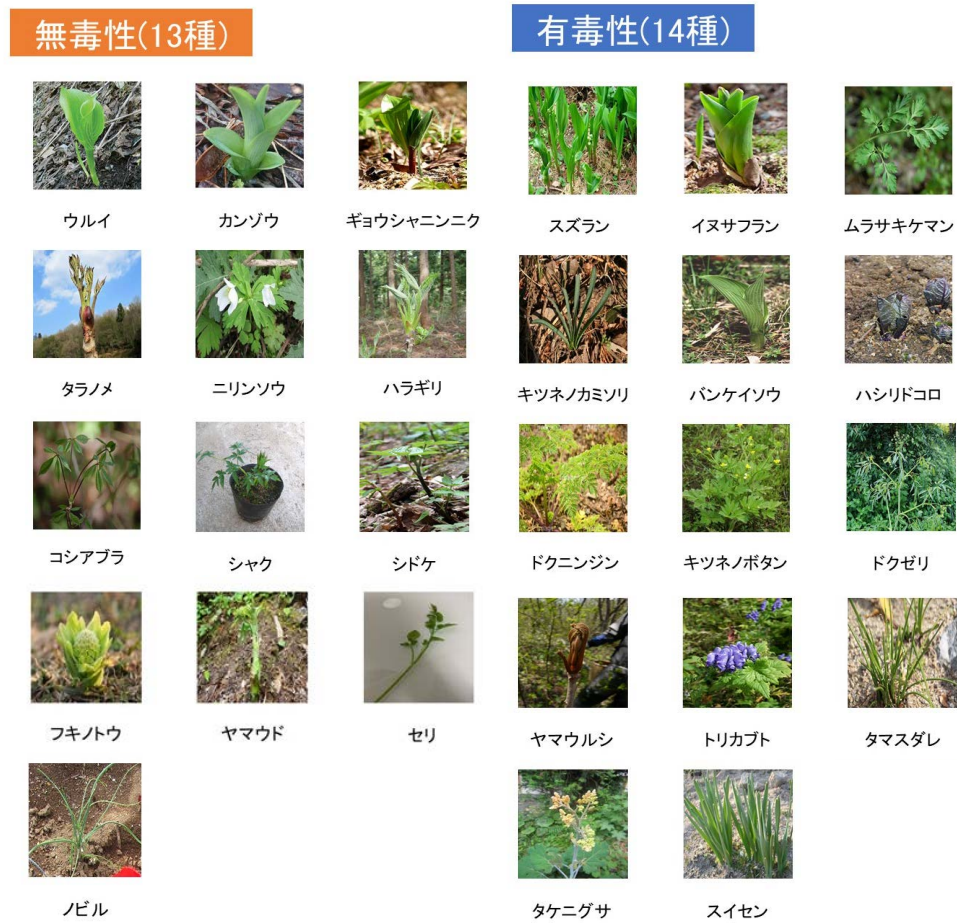 無毒性(13種)
有毒性(14種)
ウルイ
カンゾウ
ギョウシャニンニク
スズラン
イヌサフラン
ムラサキケマン
タラノメ
ニリンソウ
ハラギリ
キツネノカミソリ
バンケイソウ
ハシリドコロ
コシアブラ
シャク
シドケ
ドクニンジン
キツネノボタン
ドクゼリ
フキノトウ
ヤマウド
セリ
ヤマウルシ
トリカブト
タマスダレ
ノビル
タケニグサ
スイセン